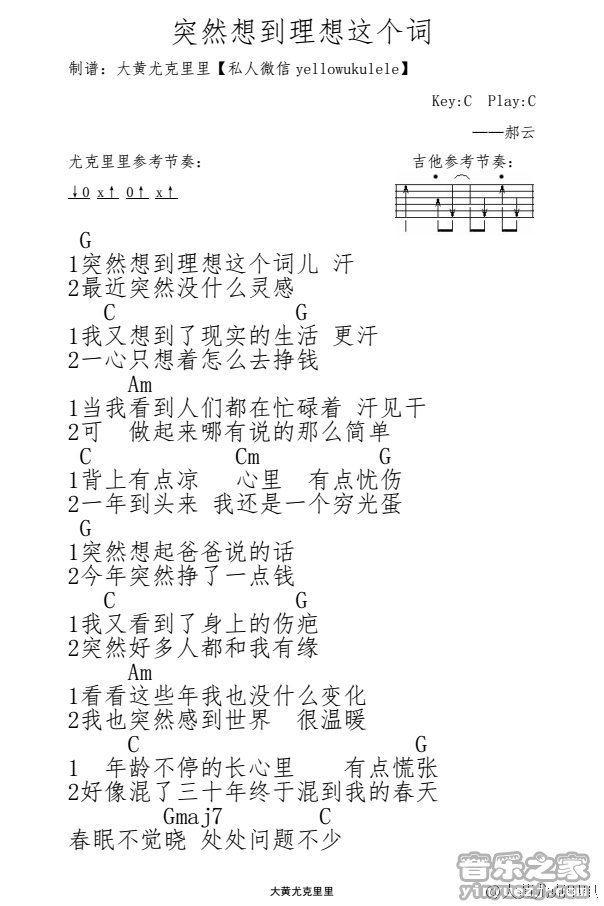 突然想到理想这个词
制谱：大黄尤克里里【私人微信yellowukulele】
Key:C Play:C
——郝云
尤克里里参考节奏： 吉他参考节奏：
↓0 x↑ 0↑ x↑
G
1突然想到理想这个词儿 汗
2最近突然没什么灵感
C G
1我又想到了现实的生活 更汗
2一心只想着怎么去挣钱
Am
1当我看到人们都在忙碌着 汗见干
2可 做起来哪有说的那么简单
C Cm G
1背上有点凉 心里 有点忧伤
2一年到头来 我还是一个穷光蛋
G
1突然想起爸爸说的话
2今年突然挣了一点钱
C G
1我又看到了身上的伤疤
2突然好多人都和我有缘
Am
1看看这些年我也没什么变化
2我也突然感到世界 很温暖
C G
1 年龄不停的长心里 有点慌张
2好像混了三十年终于混到我的春天
Gmaj7 C
春眠不觉晓 处处问题不少
大黄尤克里里
音乐之家